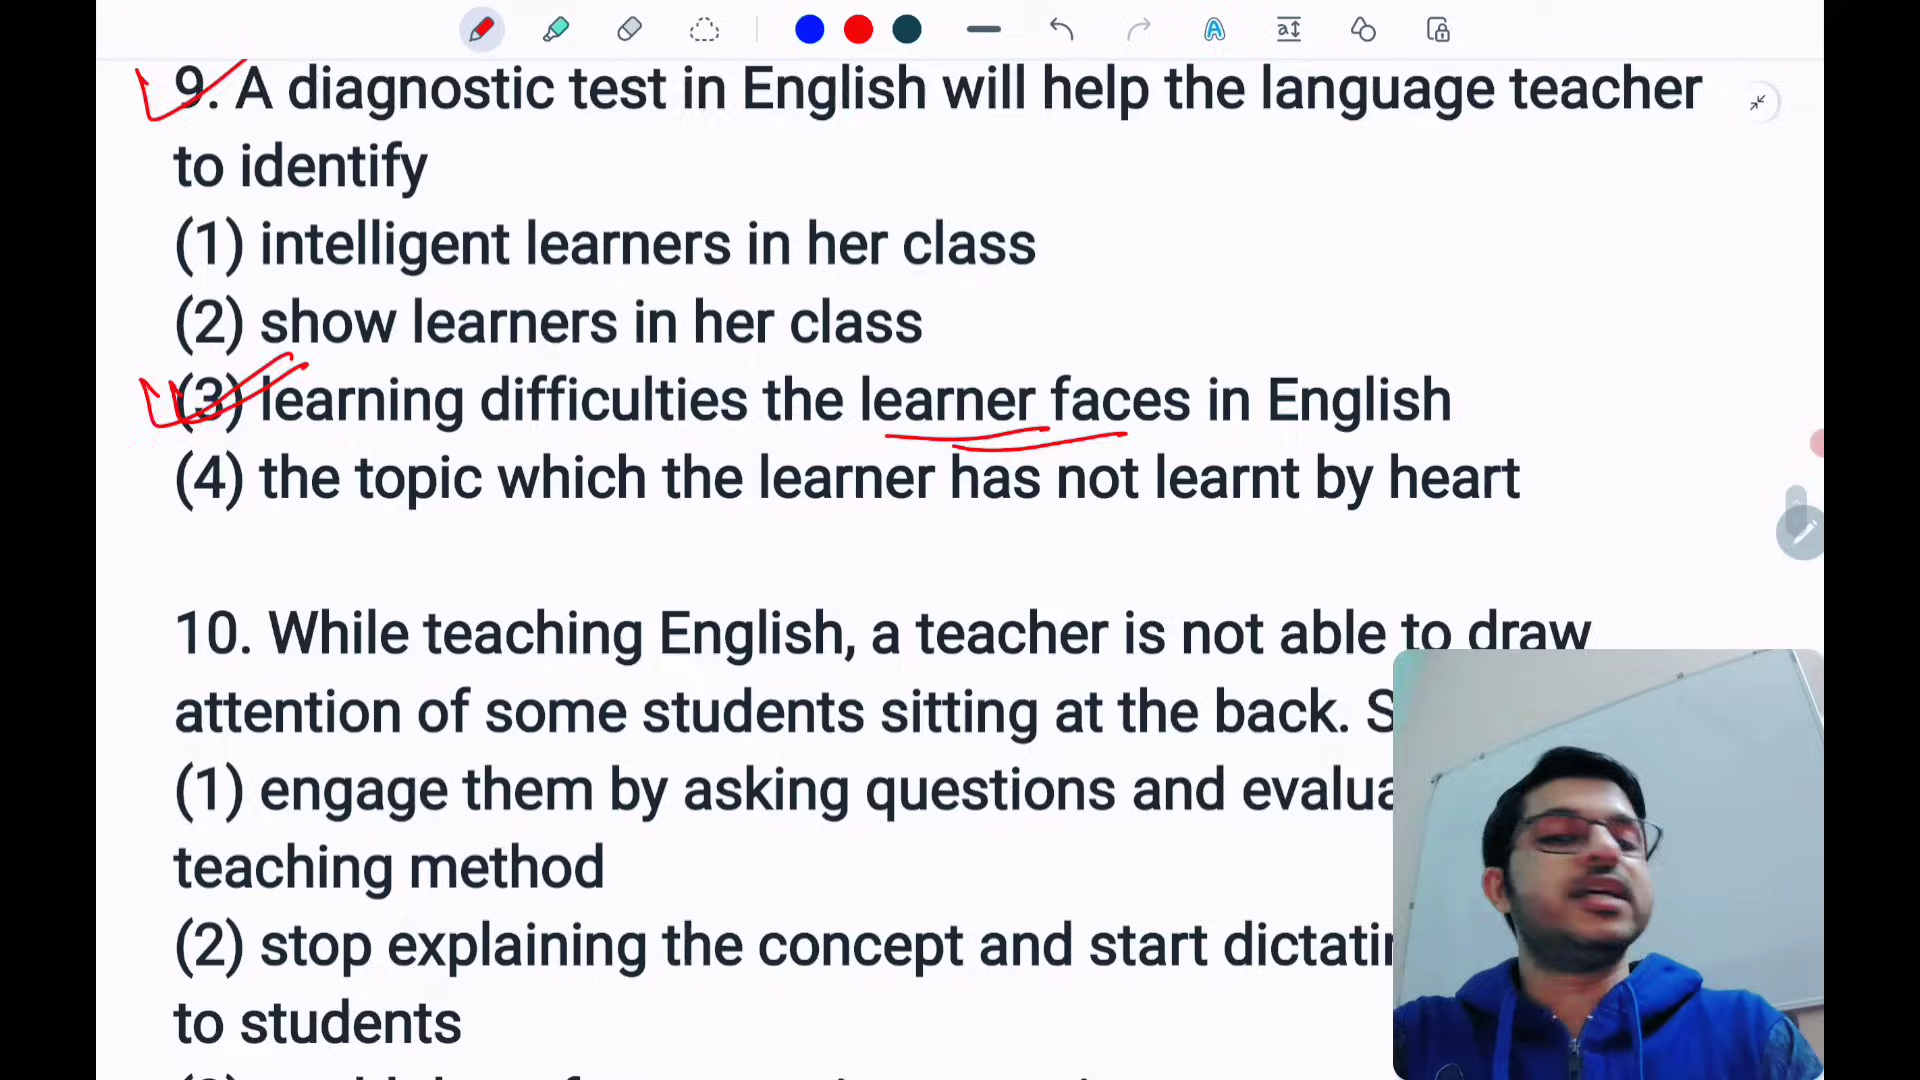 9. A diagnostic test in English will help the language teacher
to identify
(1) intelligent learners in her class
(2) show learners in her class
(3) learning difficulties the learner faces in English
(4) the topic which the learner has not learnt by heart
10. While teaching English, a teacher is not able to draw
attention of some students sitting at the back.
(1) engage them by asking questions and
teaching method
(2) stop explaining the concept and start
to students